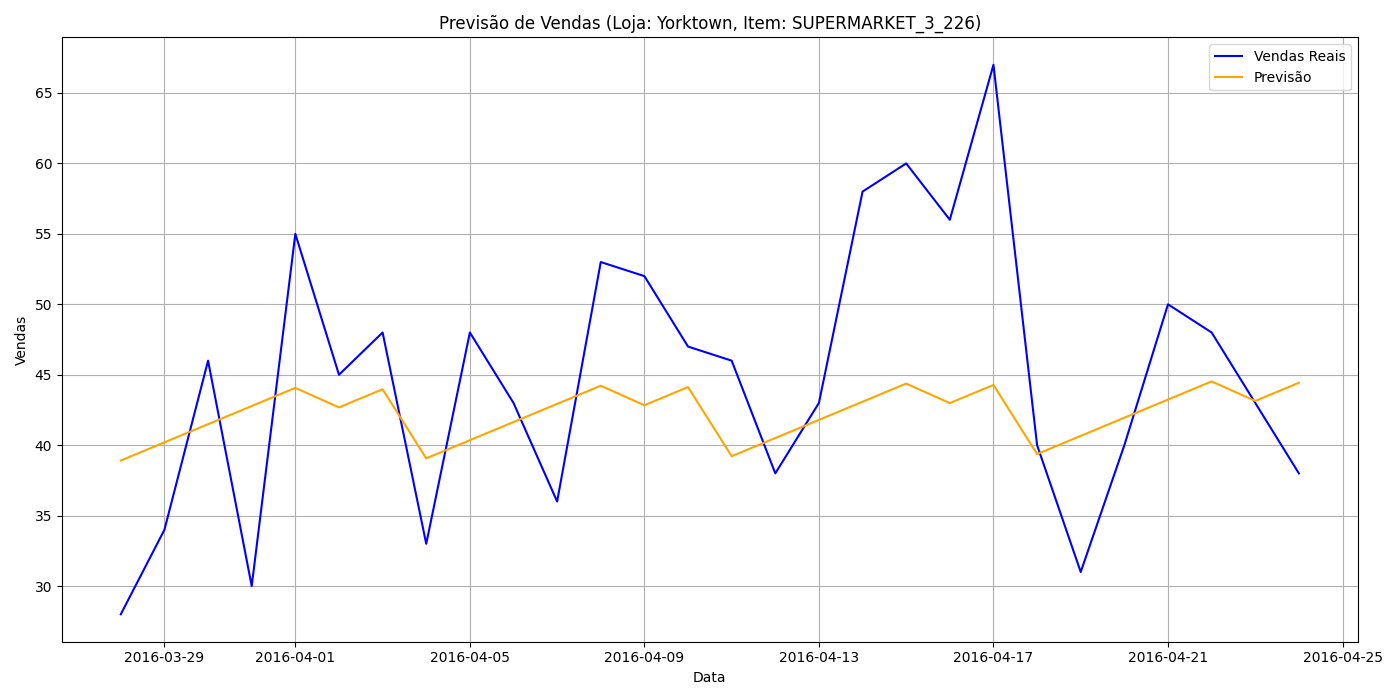 Previsão de Vendas (Loja: Yorktown, Item: SUPERMARKET_3_226)
Vendas Reais
Previsão
65
60
55
50
45
40
35
30
Vendas
2016-03-29 2016-04-01 2016-04-05 2016-04-09 2016-04-13 2016-04-17 2016-04-21 2016-04-25
Data